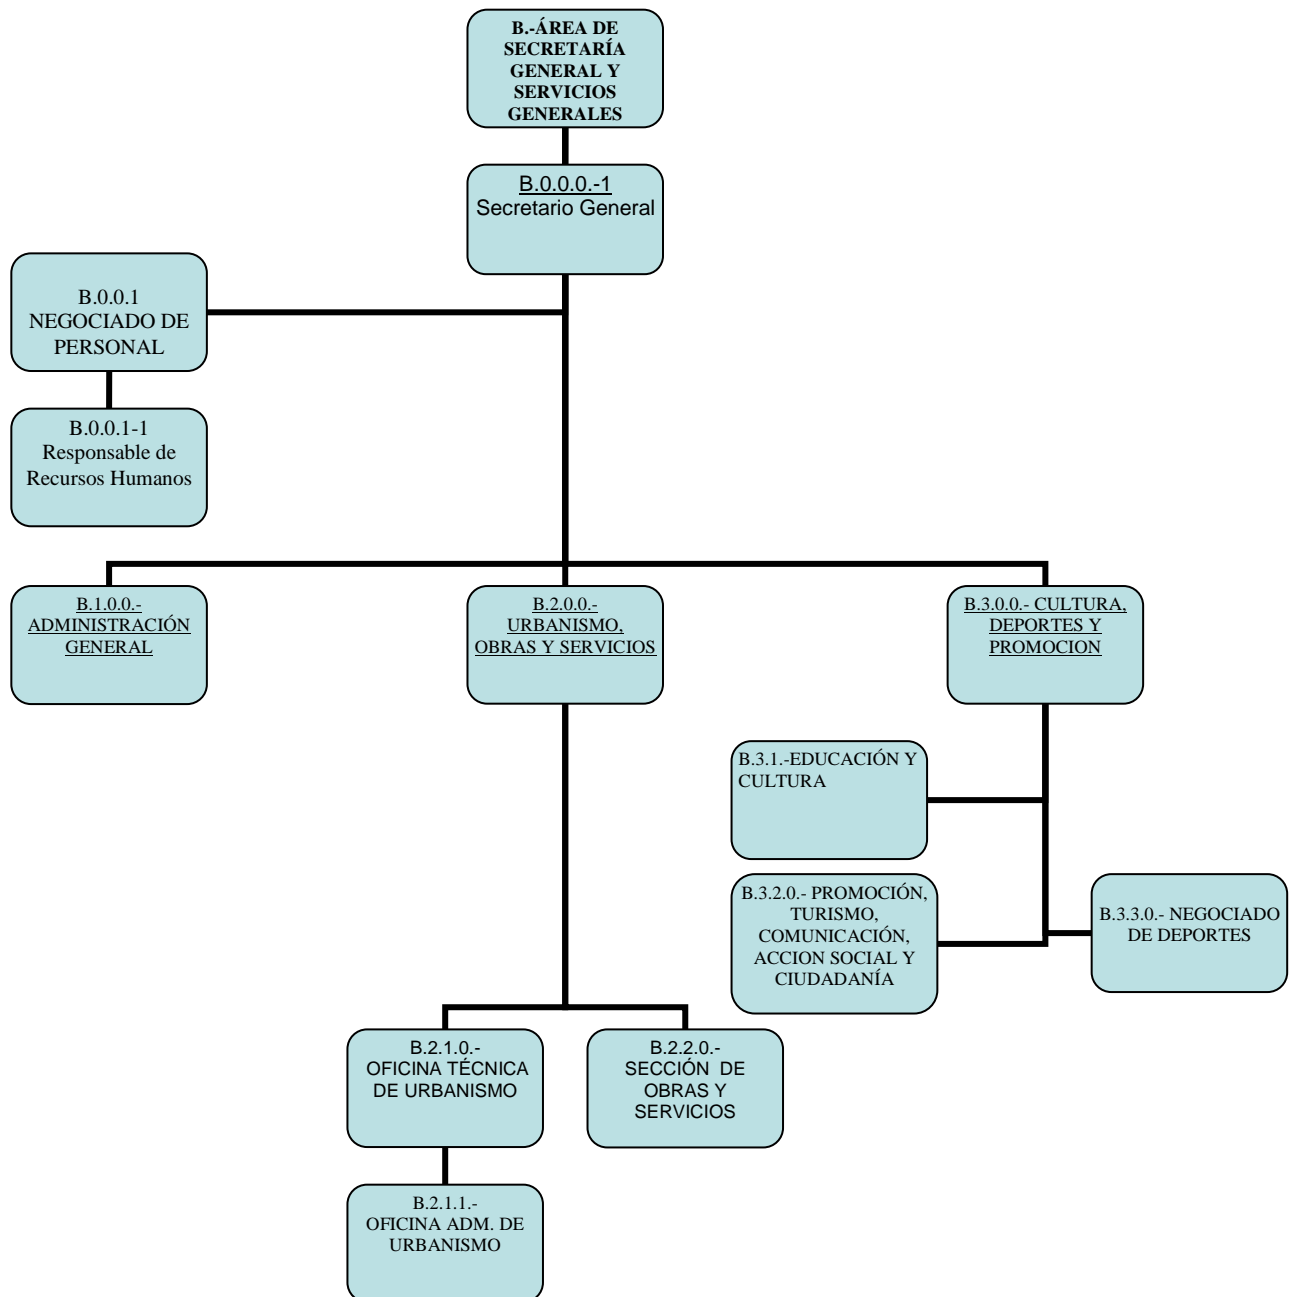 B.-ÁREA DE
SECRETARÍA
GENERAL Y
SERVICIOS
GENERALES
B.0.0.0.-1
Secretario General
B.0.0.1
NEGOCIADO DE
PERSONAL
B.0.0.1-1
Responsable de
Recursos Humanos
B.1.0.0.-
ADMINISTRACIÓN
GENERAL
B.2.0.0.-
URBANISMO,
OBRAS Y SERVICIOS
B.3.0.0.- CULTURA,
DEPORTES Y
PROMOCION
B.3.1.-EDUCACIÓN Y
CULTURA
B.3.2.0.- PROMOCIÓN,
TURISMO,
COMUNICACIÓN,
ACCION SOCIAL Y
CIUDADANÍA
B.3.3.0.- NEGOCIADO
DE DEPORTES
B.2.1.0.-
OFICINA TÉCNICA
DE URBANISMO
B.2.2.0.-
SECCIÓN DE
OBRAS Y
SERVICIOS
B.2.1.1.-
OFICINA ADM. DE
URBANISMO